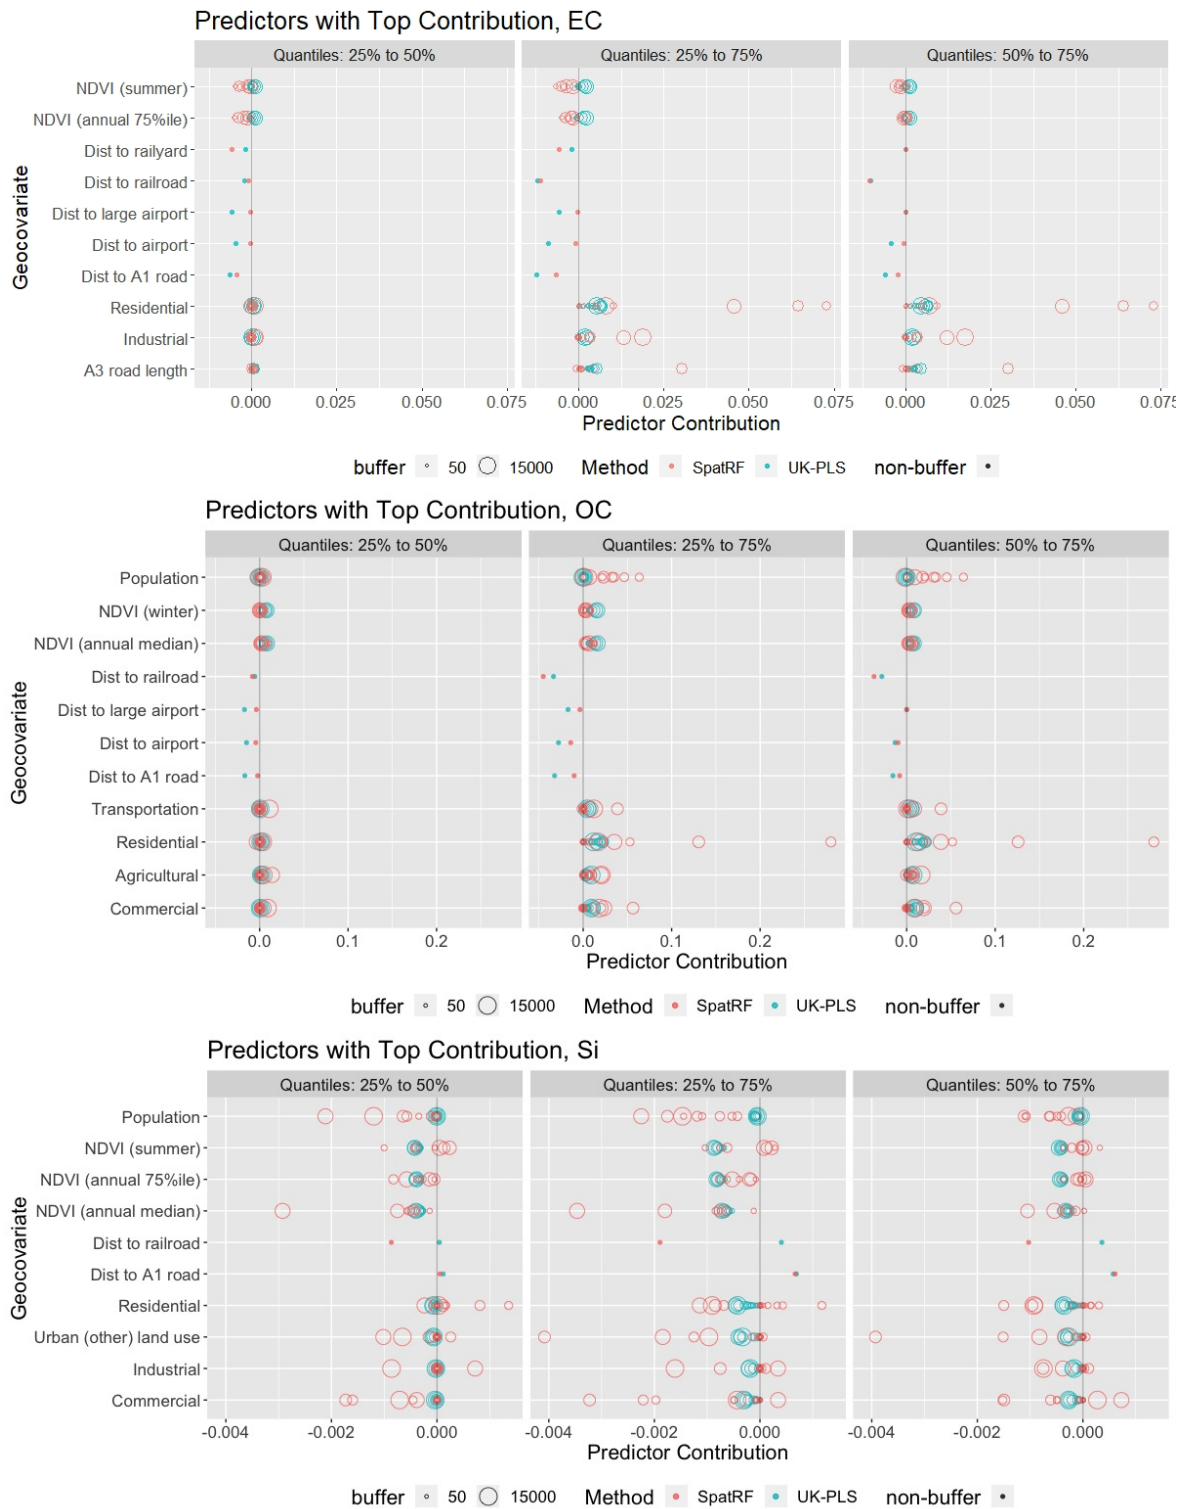 Predictors with Top Contribution, EC
Quantiles: 25% to 50%
Quantiles: 25% to 75%
Quantiles: 50% to 75%
Geocovariate
NDVI (summer)
NDVI (annual 75%ile)
Dist to railyard
Dist to railroad
Dist to large airport
Dist to airport
Dist to A1 road
Residential
Industrial
A3 road length
0.000 0.025 0.050 0.075 0.000 0.025 0.050 0.075 0.000 0.025 0.050 0.075
Predictor Contribution
buffer 50 15000 Method SpatRF UK-PLS non-buffer
Predictors with Top Contribution, OC
Quantiles: 25% to 50%
Quantiles: 25% to 75%
Quantiles: 50% to 75%
Geocovariate
Population
NDVI (winter)
NDVI (annual median)
Dist to railroad
Dist to large airport
Dist to airport
Dist to A1 road
Transportation
Residential
Agricultural
Commercial
0.0 0.1 0.2 0.0 0.1 0.2 0.0 0.1 0.2
Predictor Contribution
buffer 50 15000 Method SpatRF UK-PLS non-buffer
Predictors with Top Contribution, Si
Quantiles: 25% to 50%
Quantiles: 25% to 75%
Quantiles: 50% to 75%
Geocovariate
Population
NDVI (summer)
NDVI (annual 75%ile)
NDVI (annual median)
Dist to railroad
Dist to A1 road
Residential
Urban (other) land use
Industrial
Commercial
-0.004 -0.002 0.000 -0.004 -0.002 0.000 -0.004 -0.002 0.000
Predictor Contribution
buffer 50 15000 Method SpatRF UK-PLS non-buffer